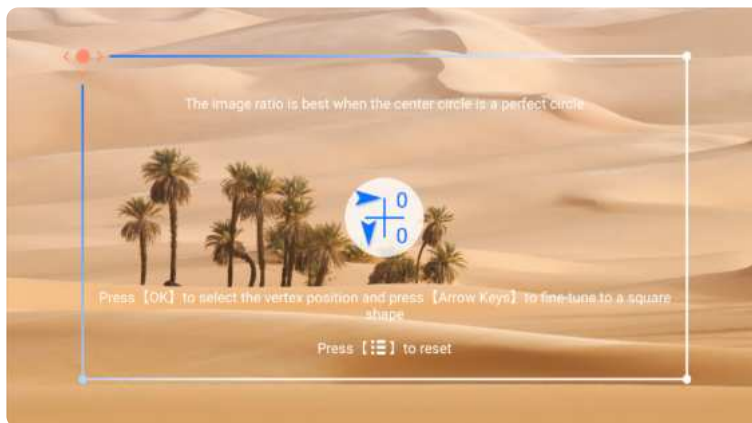 The image ratio is best when the center circle is a perfect circle
0
0
Press【OK】to select the vertex position and press【Arrow Keys】to fine-tune to a square
shape
Press【☰】to reset